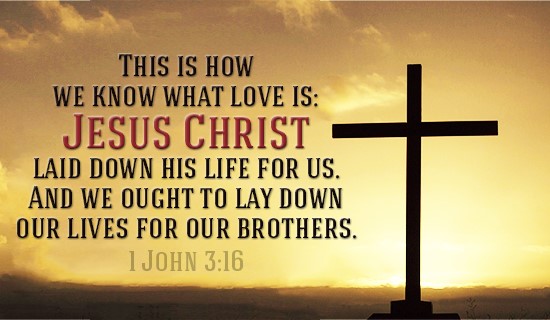 This is how
we know what love is:
Jesus Christ
laid down his life for us.
And we ought to lay down
our lives for our brothers.
1 John 3:16